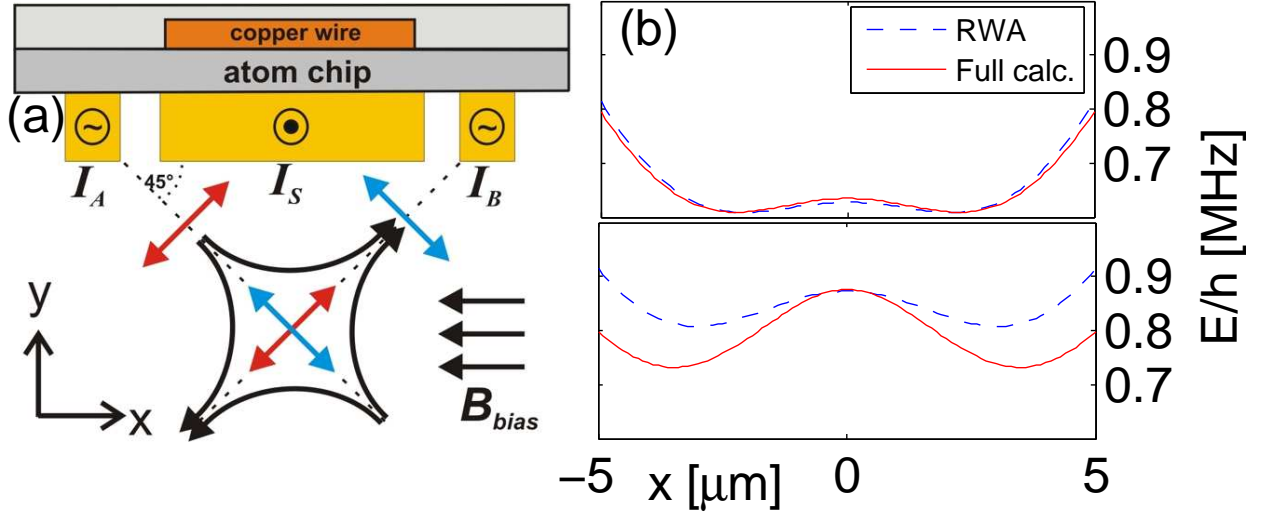 copper wire
atom chip
(a)
~
~
45°
I_A
I_S
I_B
y
x
B_bias
(b)
RWA
Full calc.
0.9
0.8
0.7
0.9
0.8
0.7
E/h [MHz]
−5
0
5
x [μm]